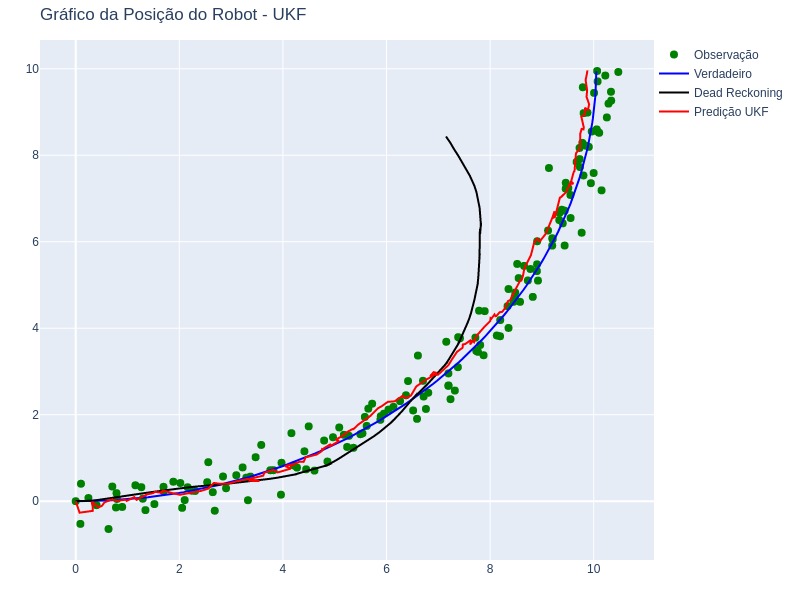 Gráfico da Posição do Robot - UKF
Observação
Verdadeiro
Dead Reckoning
Predição UKF
10
8
6
4
2
0
0 2 4 6 8 10